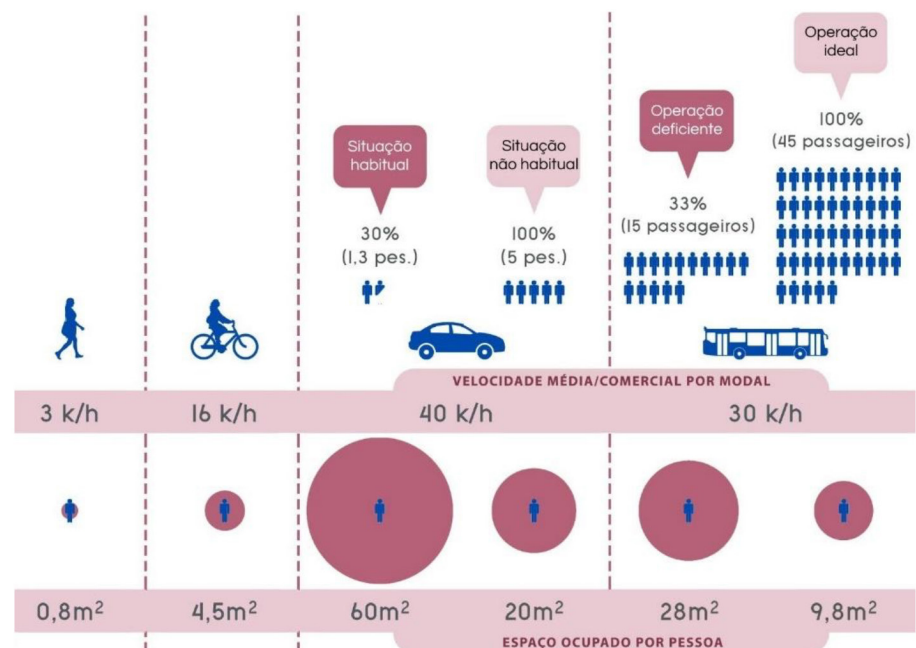 Operação
ideal
100%
(45 passageiros)
Operação
deficiente
33%
(15 passageiros)
Situação
habitual
30%
(1,3 pes.)
Situação
não habitual
100%
(5 pes.)
VELOCIDADE MÉDIA/COMERCIAL POR MODAL
3 k/h
16 k/h
40 k/h
30 k/h
0,8m²
4,5m²
60m²
20m²
28m²
9,8m²
ESPAÇO OCUPADO POR PESSOA